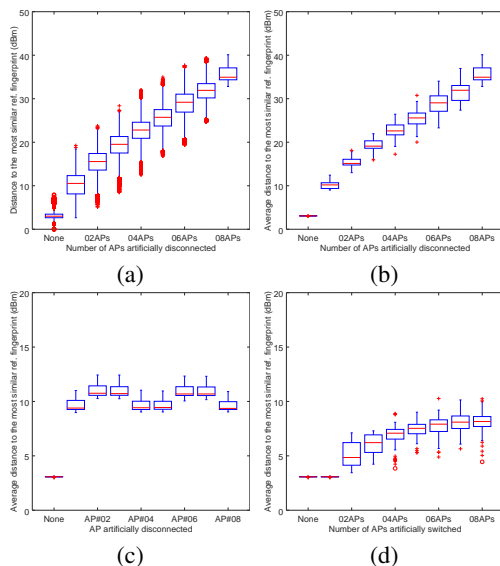 Distance to the most similar ref. fingerprint (dBm)
50
40
30
20
10
0
None 02APs 04APs 06APs 08APs
Number of APs artificially disconnected
(a)
Average distance to the most similar ref. fingerprint (dBm)
50
40
30
20
10
0
None 02APs 04APs 06APs 08APs
Number of APs artificially disconnected
(b)
Average distance to the most similar ref. fingerprint (dBm)
20
15
10
5
0
None AP#02 AP#04 AP#06 AP#08
AP artificially disconnected
(c)
Average distance to the most similar ref. fingerprint (dBm)
20
15
10
5
0
None 02APs 04APs 06APs 08APs
Number of APs artificially switched
(d)